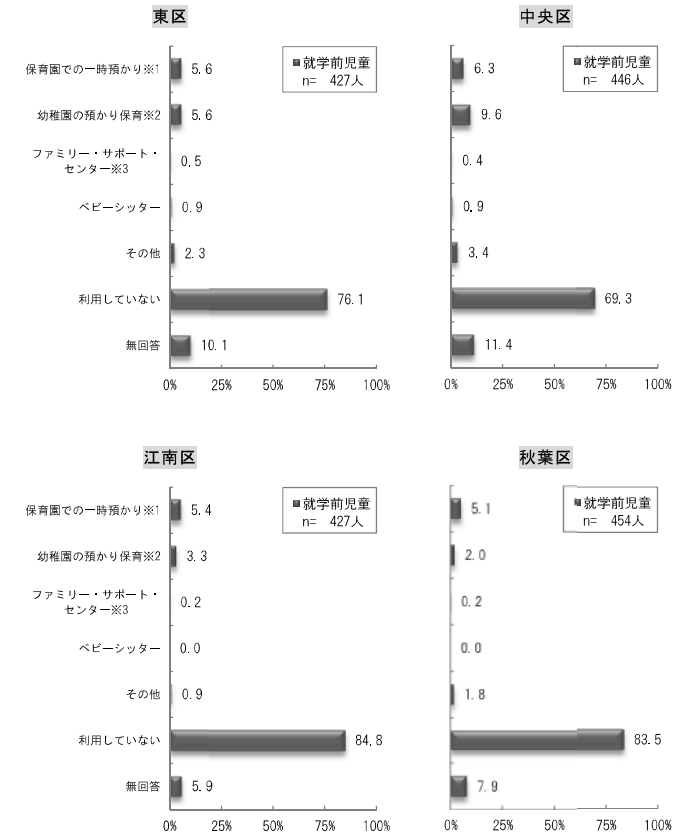 東区
就学前児童
n= 427人
保育園での一時預かり※1 5.6
幼稚園の預かり保育※2 5.6
ファミリー・サポート・
センター※3 0.5
ベビーシッター 0.9
その他 2.3
利用していない 76.1
無回答 10.1
0% 25% 50% 75% 100%
中央区
就学前児童
n= 446人
6.3
9.6
0.4
0.9
3.4
69.3
11.4
0% 25% 50% 75% 100%
江南区
就学前児童
n= 427人
保育園での一時預かり※1 5.4
幼稚園の預かり保育※2 3.3
ファミリー・サポート・
センター※3 0.2
ベビーシッター 0.0
その他 0.9
利用していない 84.8
無回答 5.9
0% 25% 50% 75% 100%
秋葉区
就学前児童
n= 454人
5.1
2.0
0.2
0.0
1.8
83.5
7.9
0% 25% 50% 75% 100%